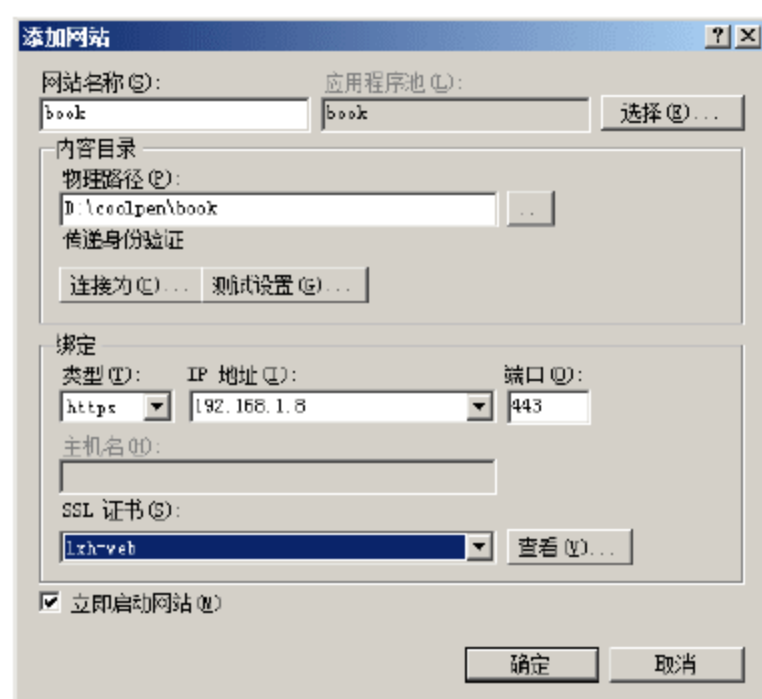 添加网站
网站名称(S): 应用程序池(L):
book book 选择(E)...
内容目录
物理路径(P):
D:\coolpen\book ..
传递身份验证
连接为(C)... 测试设置(G)...
绑定
类型(T): IP 地址(I): 端口(O):
https 192.168.1.8 443
主机名(H):
SSL 证书(S):
lxh-web 查看(V)...
立即启动网站(M)
确定 取消